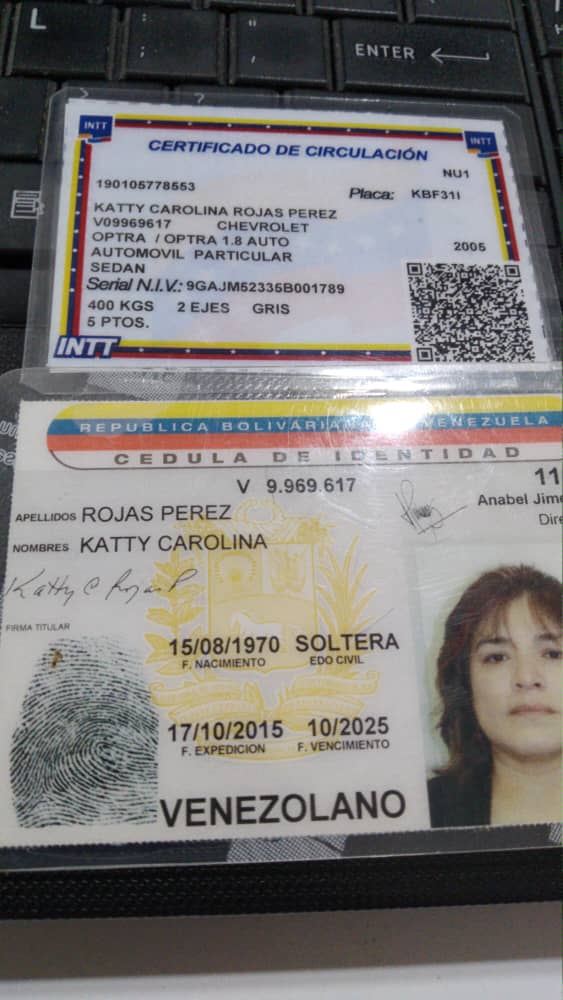 L
;
:
"
,
ENTER
?
INTT
INTT
CERTIFICADO DE CIRCULACIÓN
NU1
190105778553
Placa: KBF31I
KATTY CAROLINA ROJAS PEREZ
V09969617 CHEVROLET
OPTRA / OPTRA 1.8 AUTO
2005
AUTOMOVIL PARTICULAR
SEDAN
Serial N.I.V.: 9GAJM52335B001789
400 KGS 2 EJES GRIS
5 PTOS.
INTT
REPUBLICA BOLIVARIANA DE VENEZUELA
CEDULA DE IDENTIDAD
V 9.969.617
11
Anabel Jime
Dire
APELLIDOS ROJAS PEREZ
NOMBRES KATTY CAROLINA
Katty C Rojas P
FIRMA TITULAR
15/08/1970 SOLTERA
F. NACIMIENTO EDO CIVIL
17/10/2015 10/2025
F. EXPEDICION F. VENCIMIENTO
VENEZOLANO